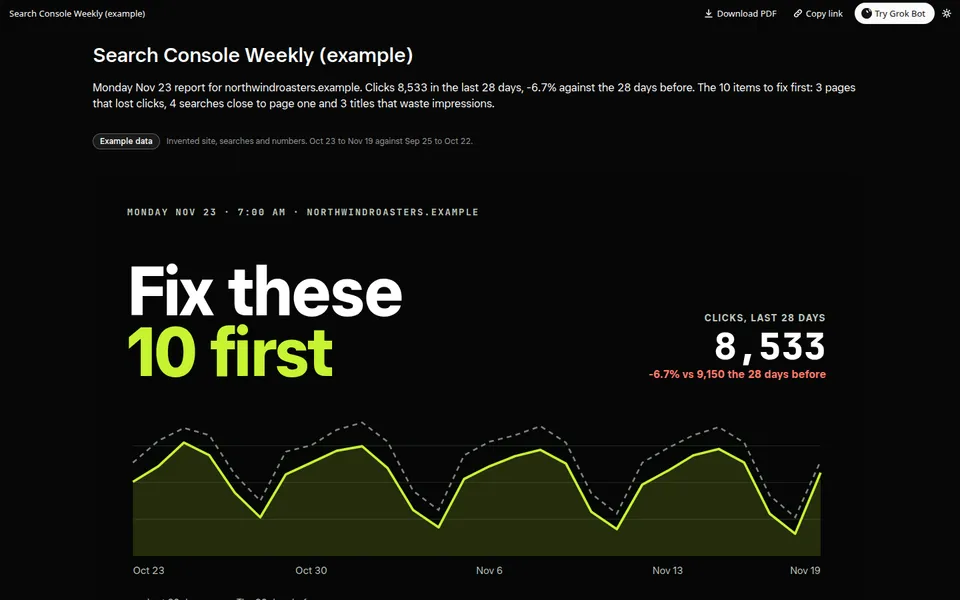 Search Console Weekly (example)
Download PDF
Copy link
Try Grok Bot
Search Console Weekly (example)
Monday Nov 23 report for northwindroasters.example. Clicks 8,533 in the last 28 days, -6.7% against the 28 days before. The 10 items to fix first: 3 pages
that lost clicks, 4 searches close to page one and 3 titles that waste impressions.
Example data
Invented site, searches and numbers. Oct 23 to Nov 19 against Sep 25 to Oct 22.
MONDAY NOV 23 · 7:00 AM · NORTHWINDROASTERS.EXAMPLE
Fix these
10 first
CLICKS, LAST 28 DAYS
8,533
-6.7% vs 9,150 the 28 days before
Oct 23
Oct 30
Nov 6
Nov 13
Nov 19